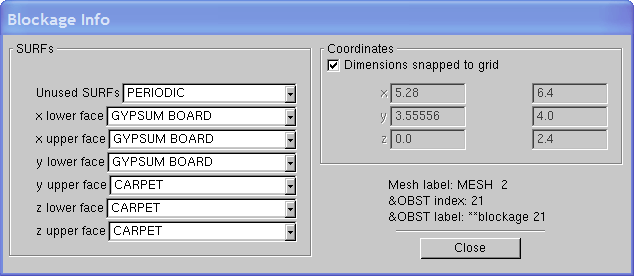 Blockage Info
SURFs
Unused SURFs PERIODIC
x lower face GYPSUM BOARD
x upper face GYPSUM BOARD
y lower face GYPSUM BOARD
y upper face CARPET
z lower face CARPET
z upper face CARPET
Coordinates
Dimensions snapped to grid
x 5.28 6.4
y 3.55556 4.0
z 0.0 2.4
Mesh label: MESH 2
&OBST index: 21
&OBST label: **blockage 21
Close